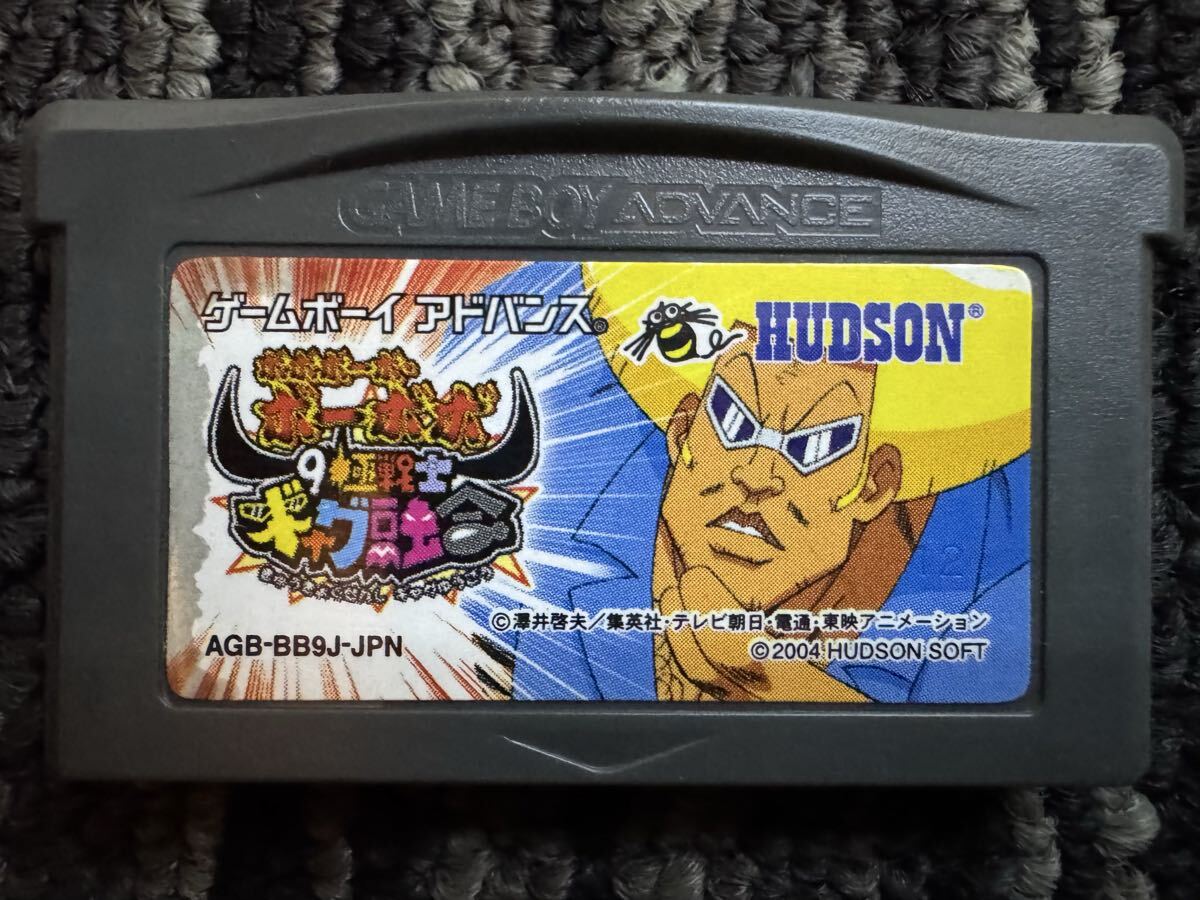 GAME BOY ADVANCE
ゲームボーイ アドバンス®
HUDSON®
ボボボーボ・
ボーボボ
9極戦士
ギャグ融合
©澤井啓夫／集英社・テレビ朝日・電通・東映アニメーション
AGB-BB9J-JPN
©2004 HUDSON SOFT